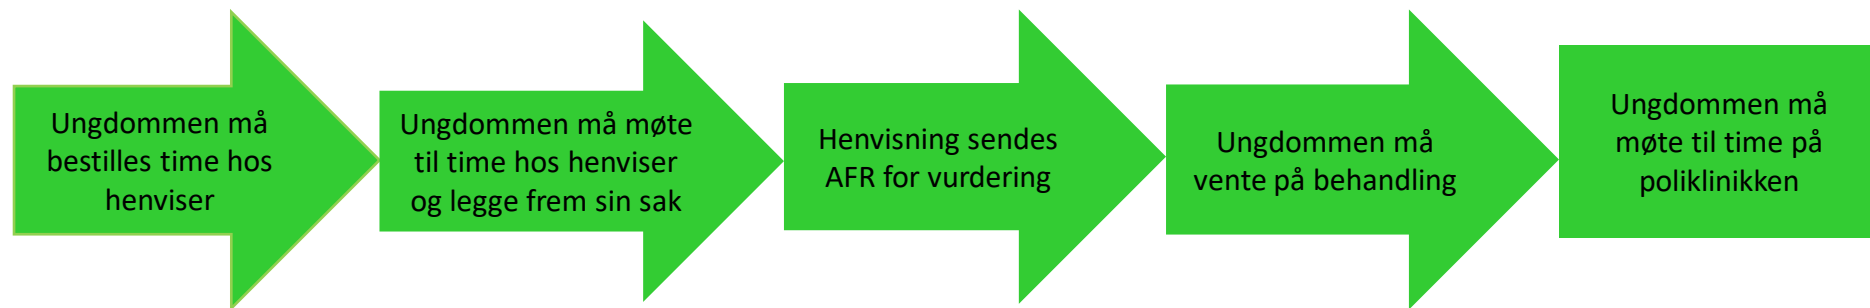 Ungdommen må
bestilles time hos
henviser
Ungdommen må møte
til time hos henviser
og legge frem sin sak
Henvisning sendes
AFR for vurdering
Ungdommen må
vente på behandling
Ungdommen må
møte til time på
poliklinikken